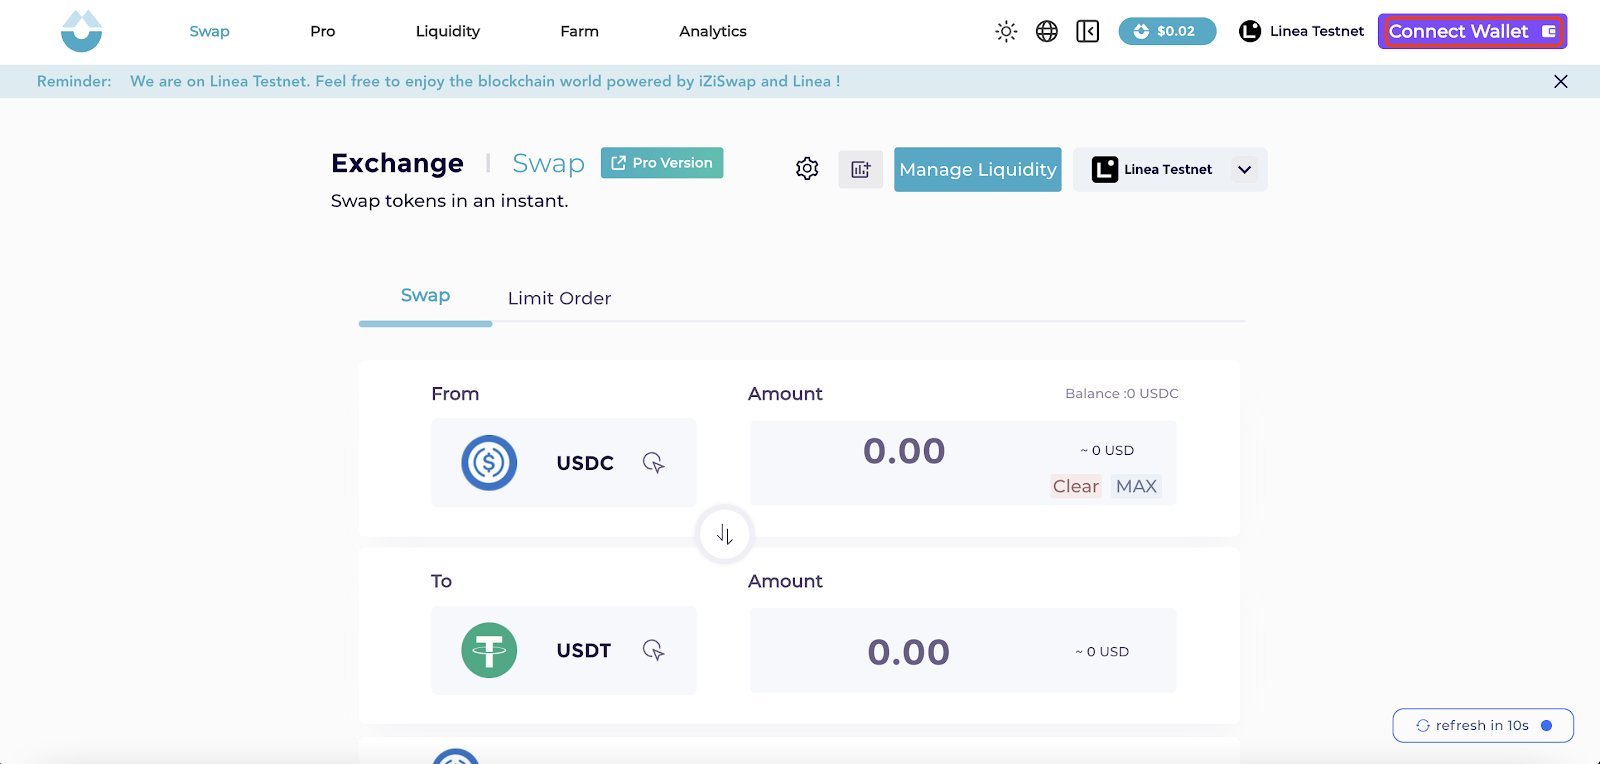 Swap Pro Liquidity Farm Analytics $0.02 Linea Testnet Connect Wallet
Reminder: We are on Linea Testnet. Feel free to enjoy the blockchain world powered by iZiSwap and Linea !
Exchange | Swap Pro Version Manage Liquidity Linea Testnet
Swap tokens in an instant.
Swap Limit Order
From Amount Balance :0 USDC
USDC 0.00 ~ 0 USD
Clear MAX
To Amount
USDT 0.00 ~ 0 USD
refresh in 10s